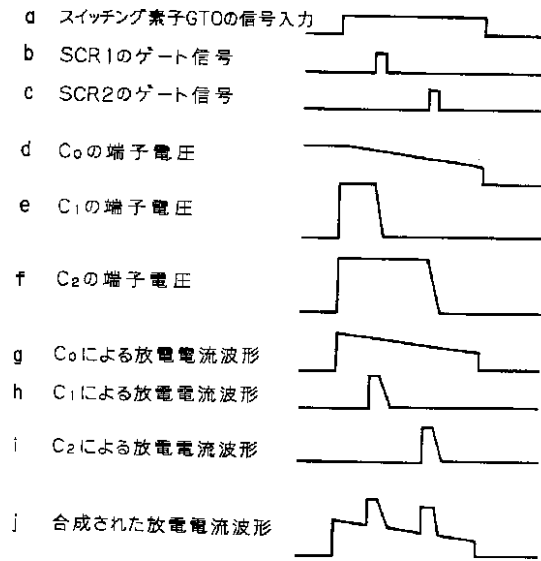 a スイッチング素子GTOの信号入力
b SCR1のゲート信号
c SCR2のゲート信号
d C₀の端子電圧
e C₁の端子電圧
f C₂の端子電圧
g C₀による放電電流波形
h C₁による放電電流波形
i C₂による放電電流波形
j 合成された放電電流波形